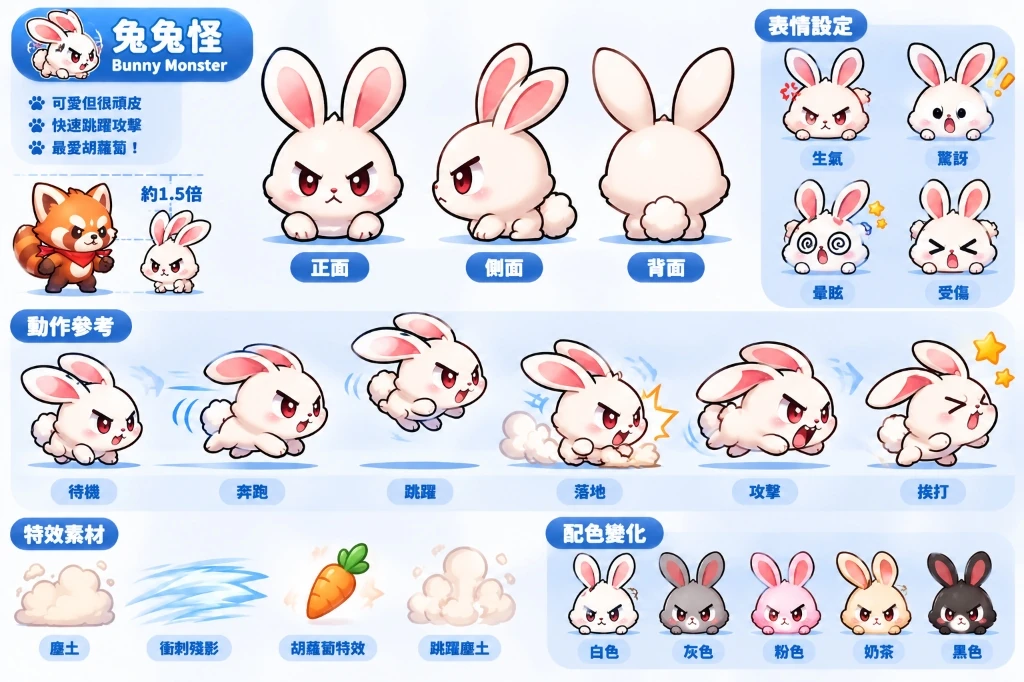 兔兔怪
Bunny Monster
可愛但很頑皮
快速跳躍攻擊
最愛胡蘿蔔！
約1.5倍
正面
側面
背面
表情設定
生氣
驚訝
暈眩
受傷
動作參考
待機
奔跑
跳躍
落地
攻擊
挨打
特效素材
塵土
衝刺殘影
胡蘿蔔特效
跳躍塵土
配色變化
白色
灰色
粉色
奶茶
黑色